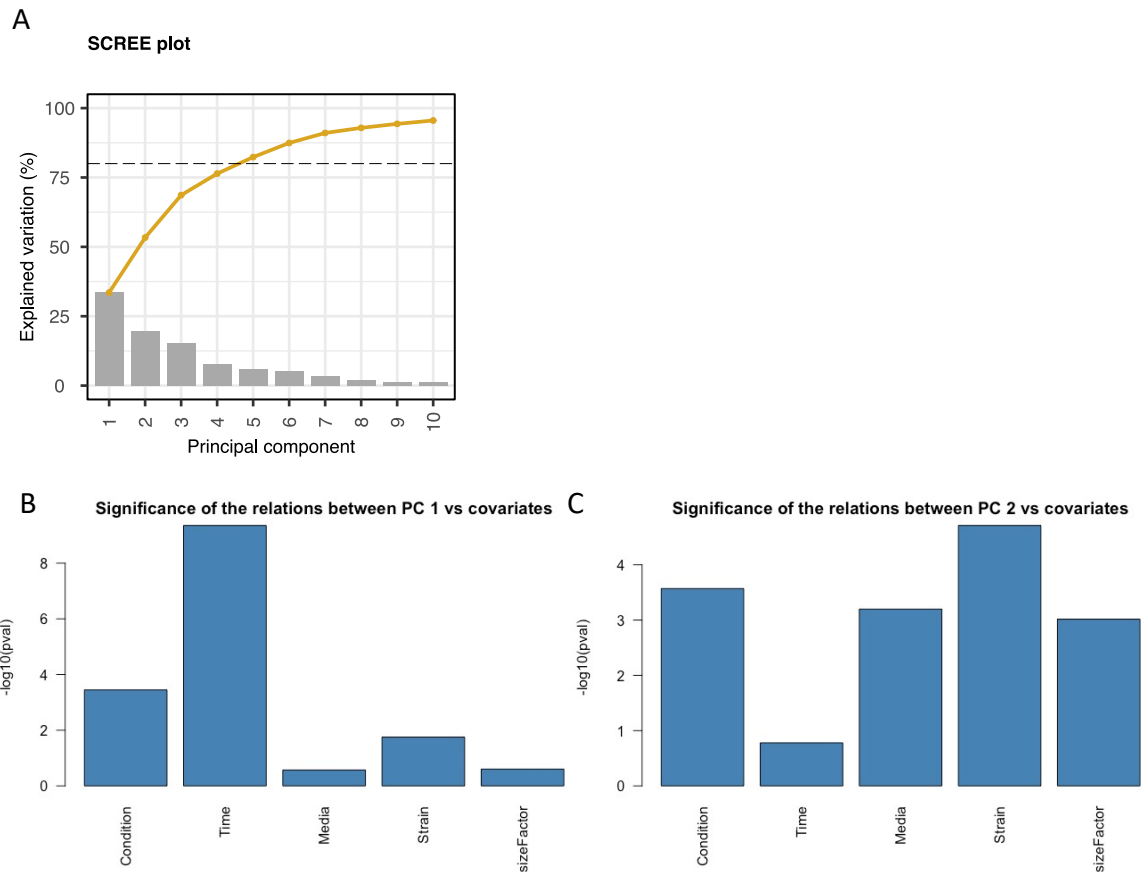 A
SCREE plot
Explained variation (%)
100
75
50
25
0
1 2 3 4 5 6 7 8 9 10
Principal component
B
Significance of the relations between PC 1 vs covariates
-log10(pval)
8
6
4
2
0
Condition
Time
Media
Strain
sizeFactor
C
Significance of the relations between PC 2 vs covariates
-log10(pval)
4
3
2
1
0
Condition
Time
Media
Strain
sizeFactor